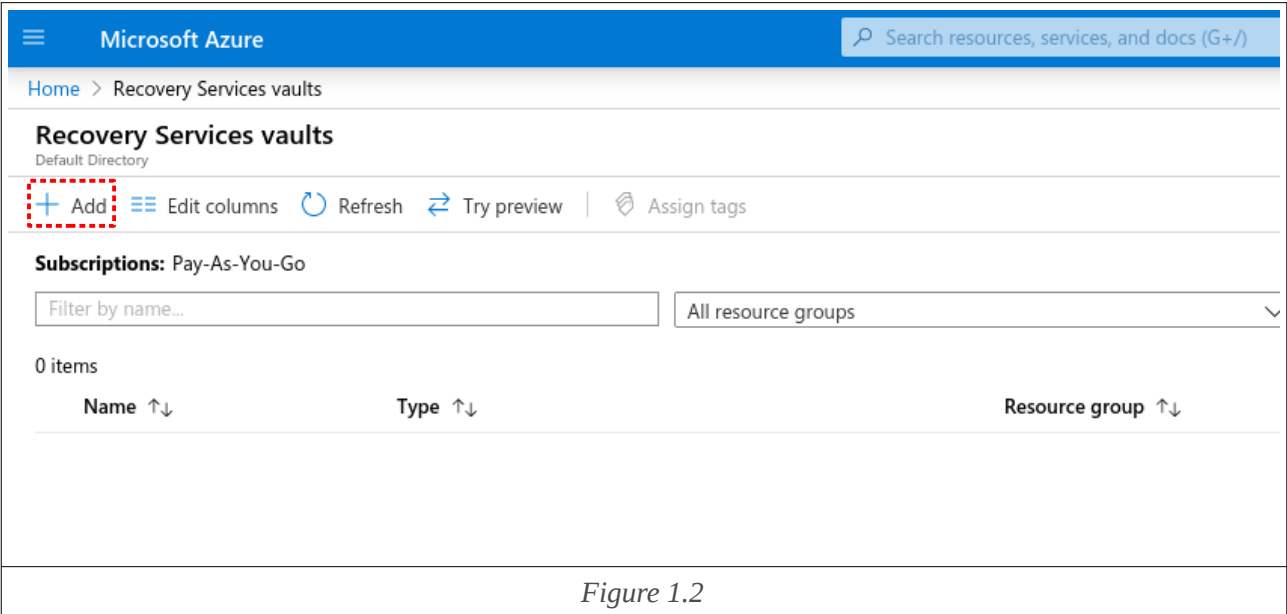 Microsoft Azure Search resources, services, and docs (G+/)
Home > Recovery Services vaults
Recovery Services vaults
Default Directory
Add Edit columns Refresh Try preview Assign tags
Subscriptions: Pay-As-You-Go
Filter by name... All resource groups
0 items
Name ↑↓ Type ↑↓ Resource group ↑↓
Figure 1.2